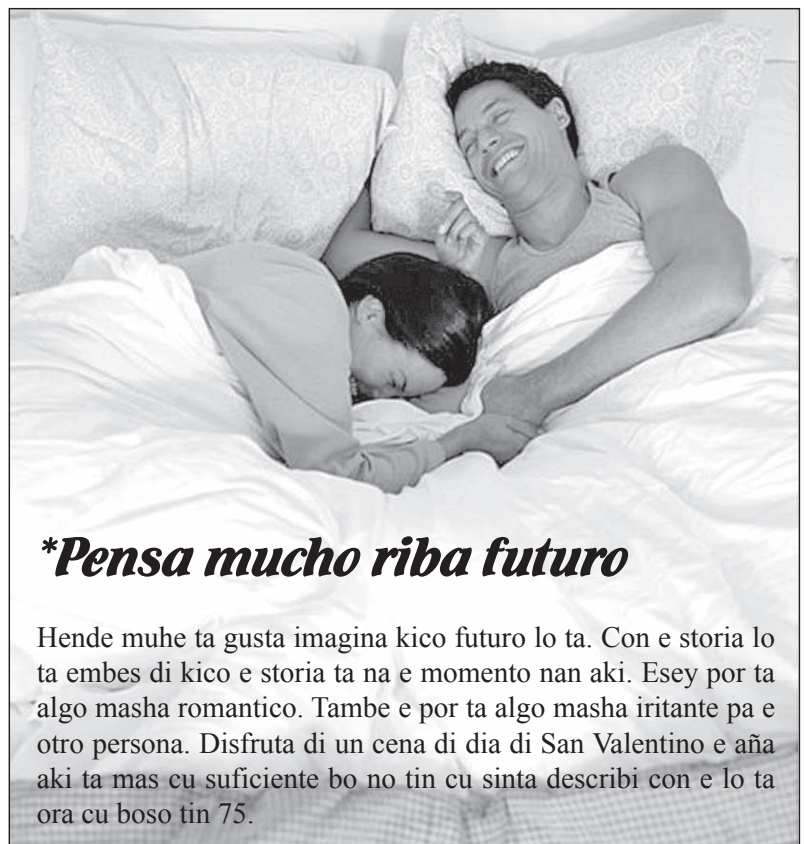 *Pensa mucho riba futuro
Hende muhe ta gusta imagina kico futuro lo ta. Con e storia lo
ta embes di kico e storia ta na e momento nan aki. Esey por ta
algo masha romantico. Tambe e por ta algo masha iritante pa e
otro persona. Disfruta di un cena di dia di San Valentino e aña
aki ta mas cu suficiente bo no tin cu sinta describi con e lo ta
ora cu boso tin 75.